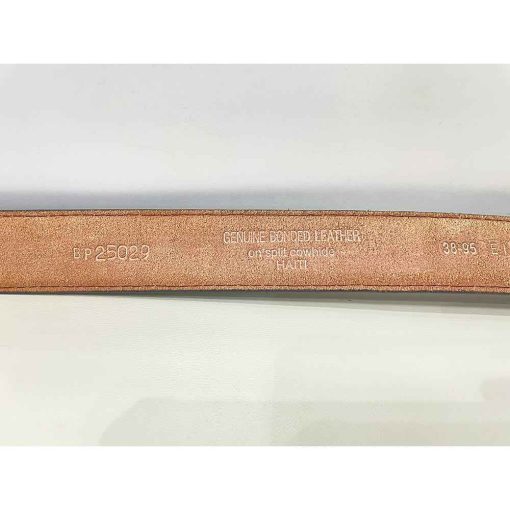 BP25029
GENUINE BONDED LEATHER
on split cowhide
HAITI
38-95